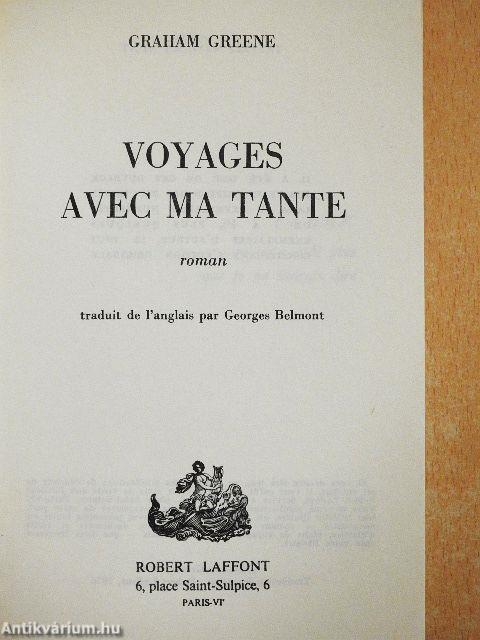 GRAHAM GREENE
VOYAGES
AVEC MA TANTE
roman
traduit de l'anglais par Georges Belmont
ROBERT LAFFONT
6, place Saint-Sulpice, 6
PARIS-VIᵉ
Antikvárium.hu